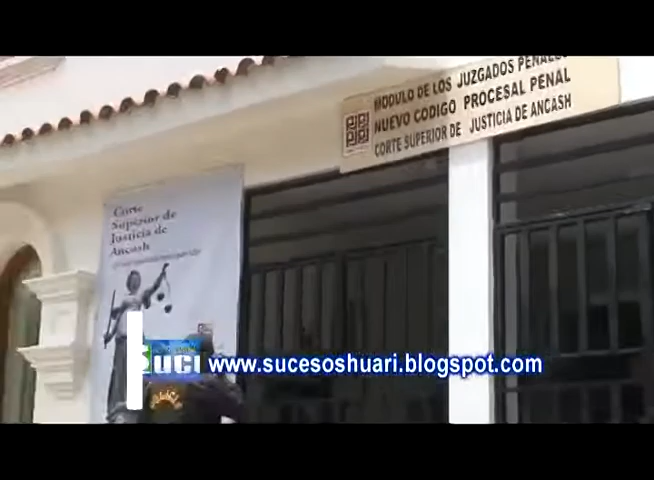 MODULO DE LOS JUZGADOS PENALES
NUEVO CODIGO PROCESAL PENAL
CORTE SUPERIOR DE JUSTICIA DE ANCASH
Corte
Superior de
Justicia de
Ancash
SUCI
www.sucesoshuari.blogspot.com